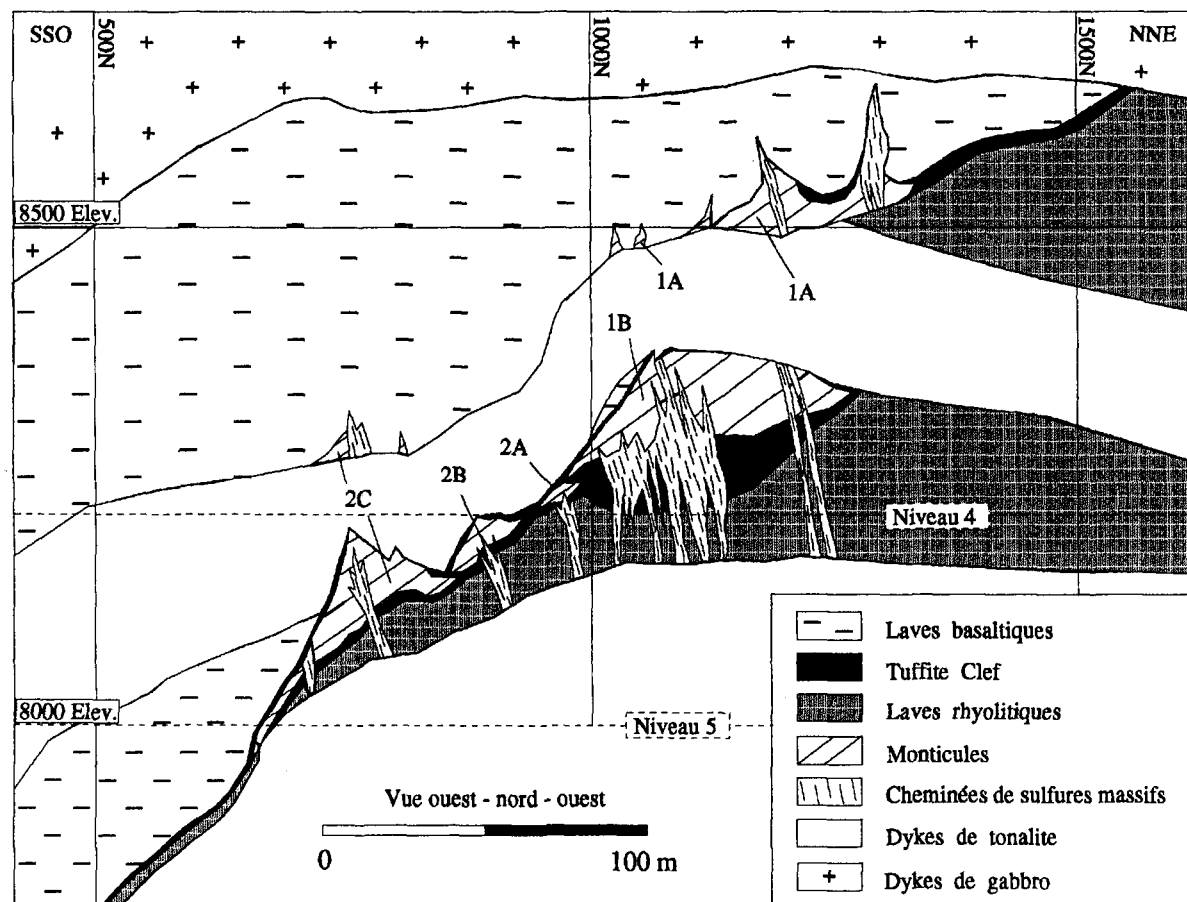 SSO
500N
1000N
1500N
NNE
8500 Elev.
1A
1A
1B
2A
2B
2C
Niveau 4
8000 Elev.
Niveau 5
Vue ouest - nord - ouest
0
100 m
Laves basaltiques
Tuffite Clef
Laves rhyolitiques
Monticules
Cheminées de sulfures massifs
Dykes de tonalite
Dykes de gabbro